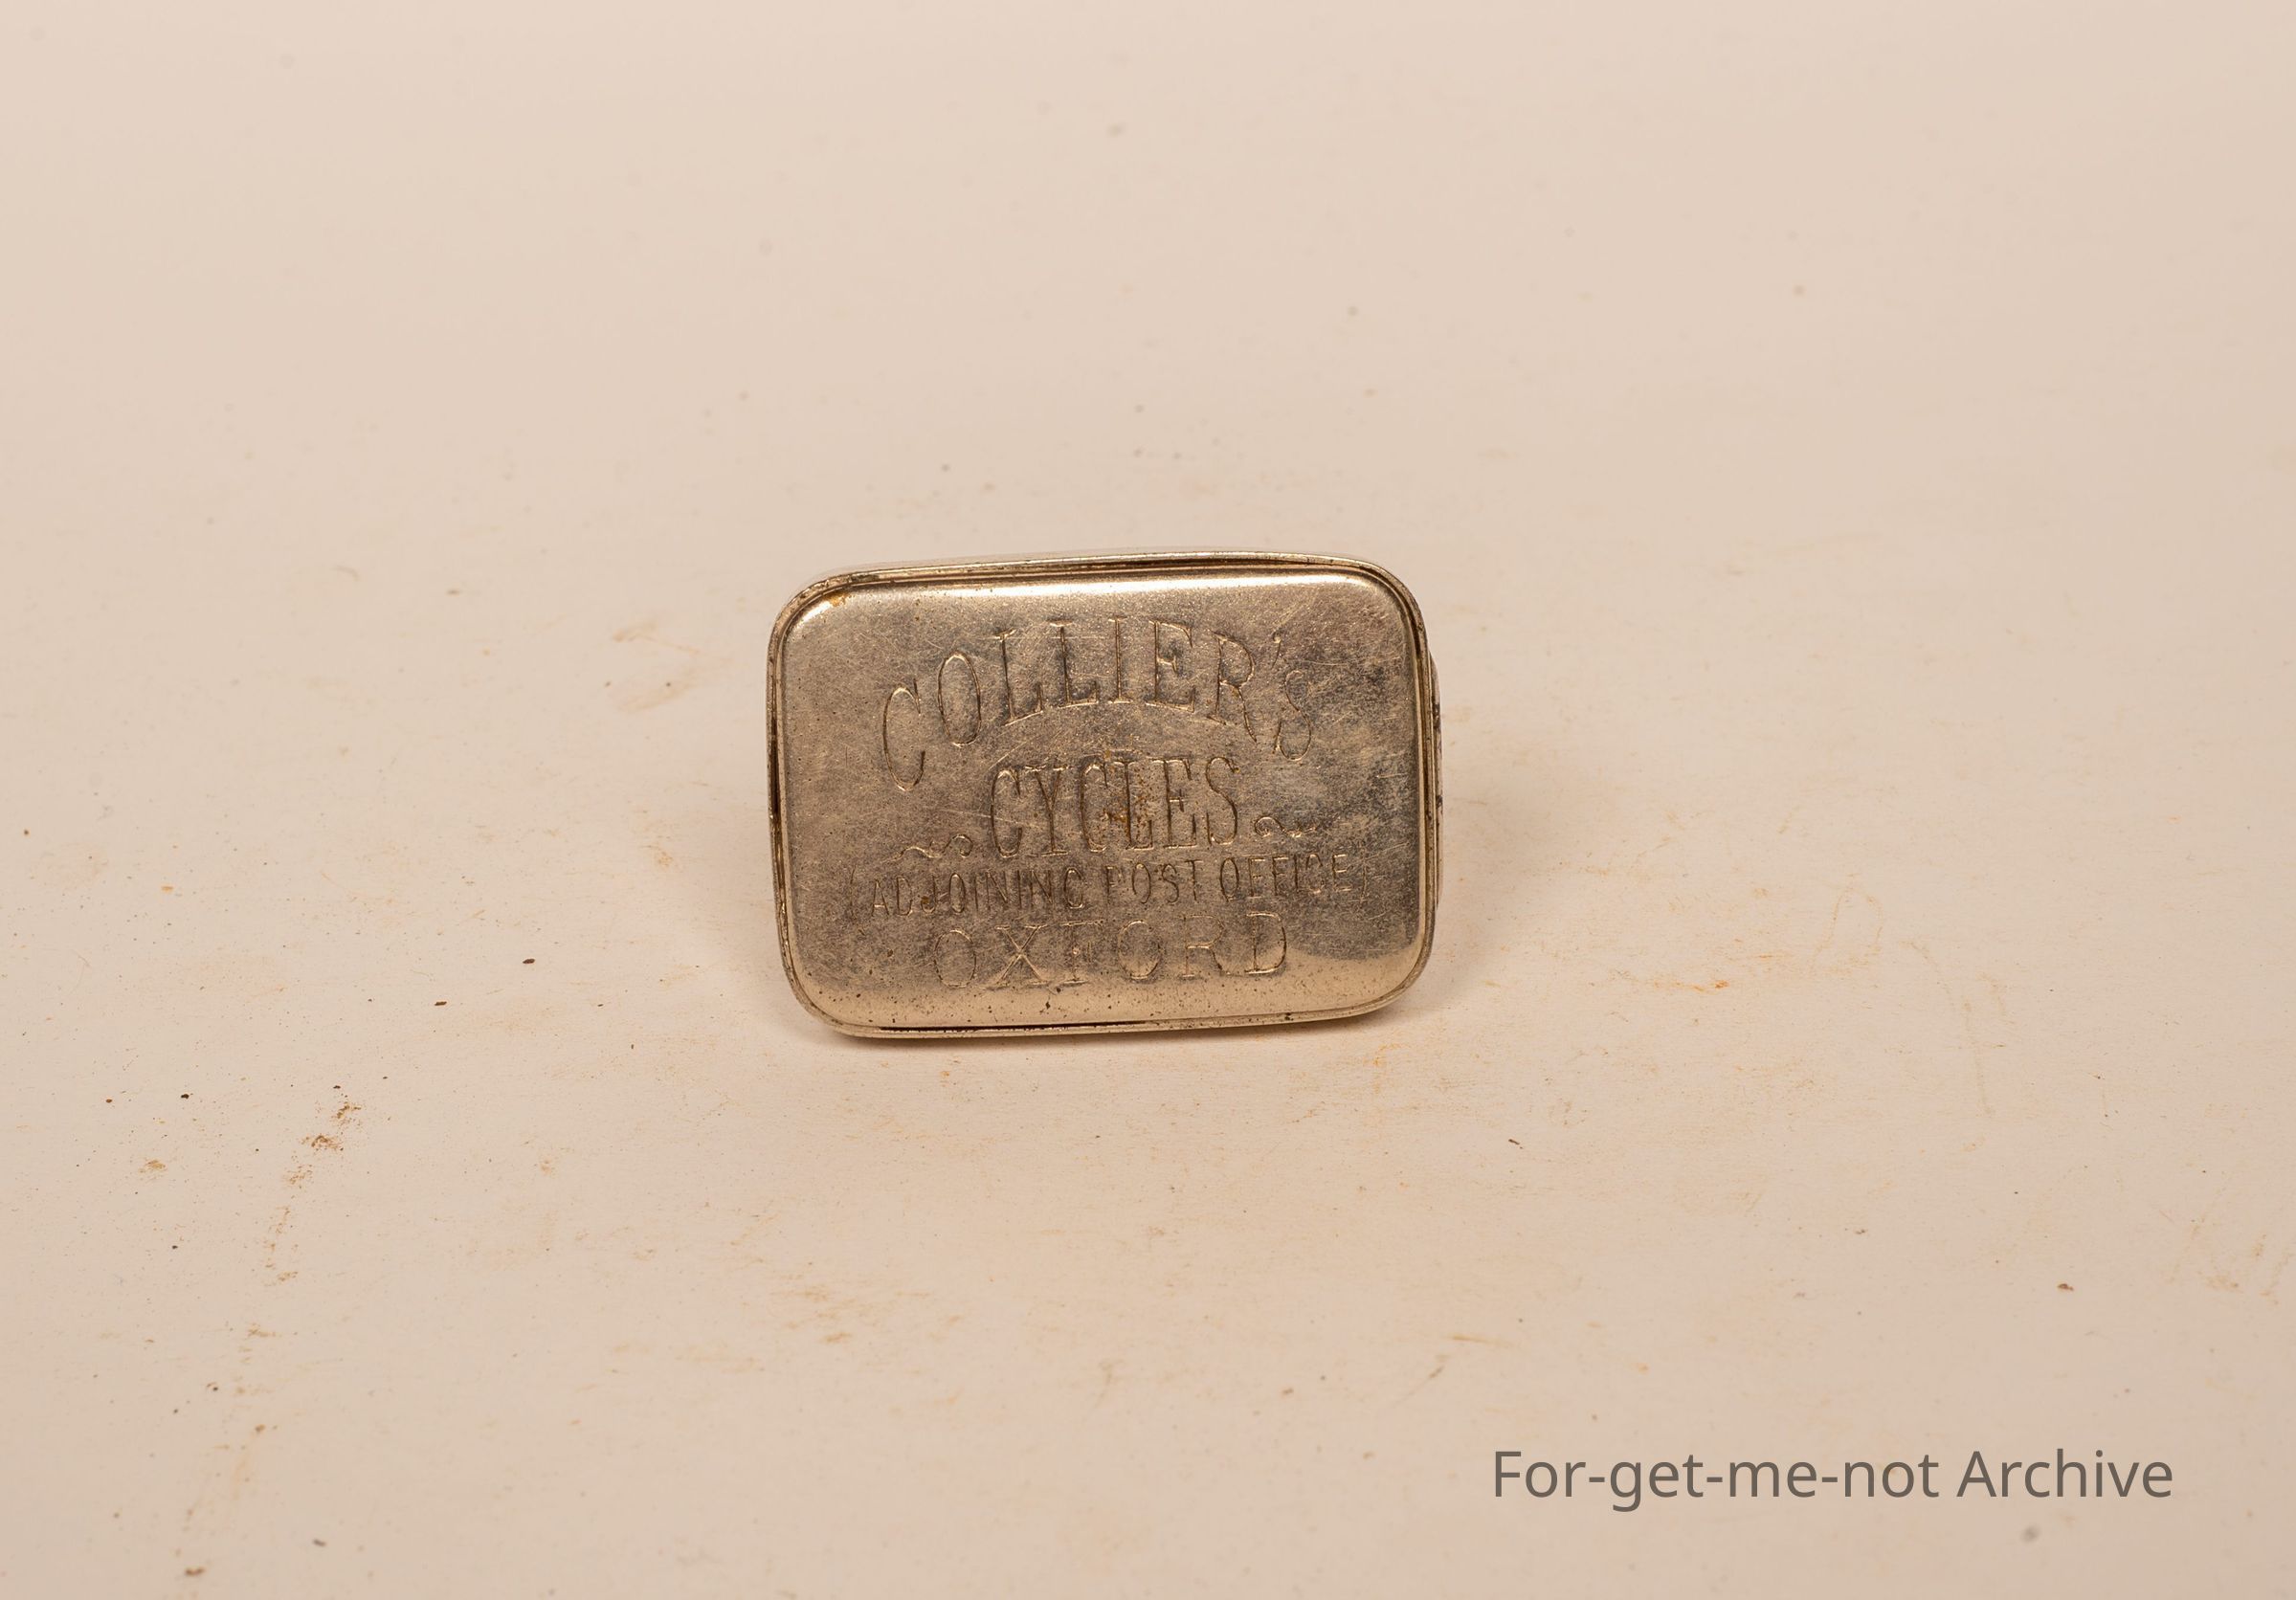 COLLIER'S
CYCLES
(ADJOINING POST OFFICE)
OXFORD
For-get-me-not Archive